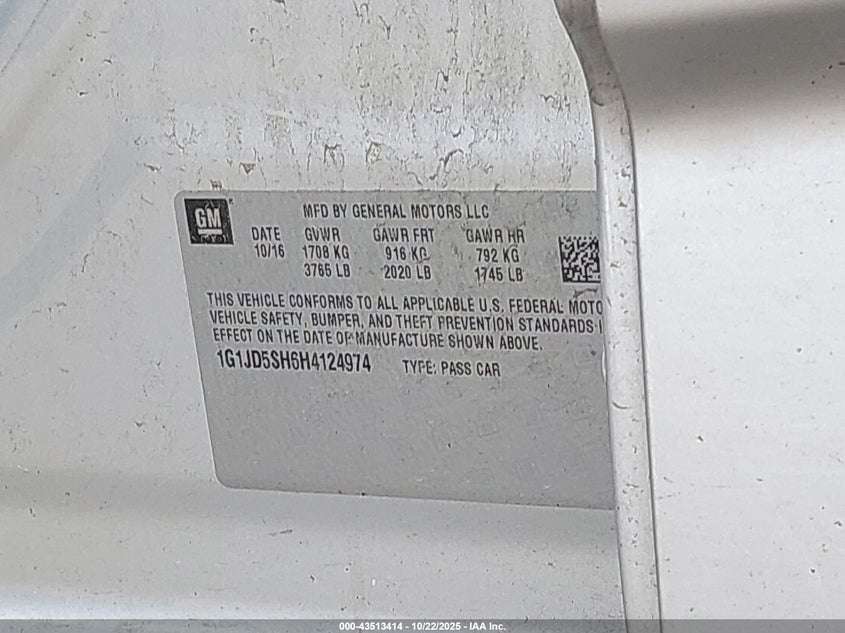 GM
MFD BY GENERAL MOTORS LLC
DATE GVWR GAWR FRT GAWR RR
10/16 1708 KG 916 KG 792 KG
3765 LB 2020 LB 1745 LB
THIS VEHICLE CONFORMS TO ALL APPLICABLE U.S. FEDERAL MOTO
VEHICLE SAFETY, BUMPER, AND THEFT PREVENTION STANDARDS I
EFFECT ON THE DATE OF MANUFACTURE SHOWN ABOVE.
1G1JD5SH6H4124974 TYPE: PASS CAR
000-43513414 - 10/22/2025 - IAA Inc.